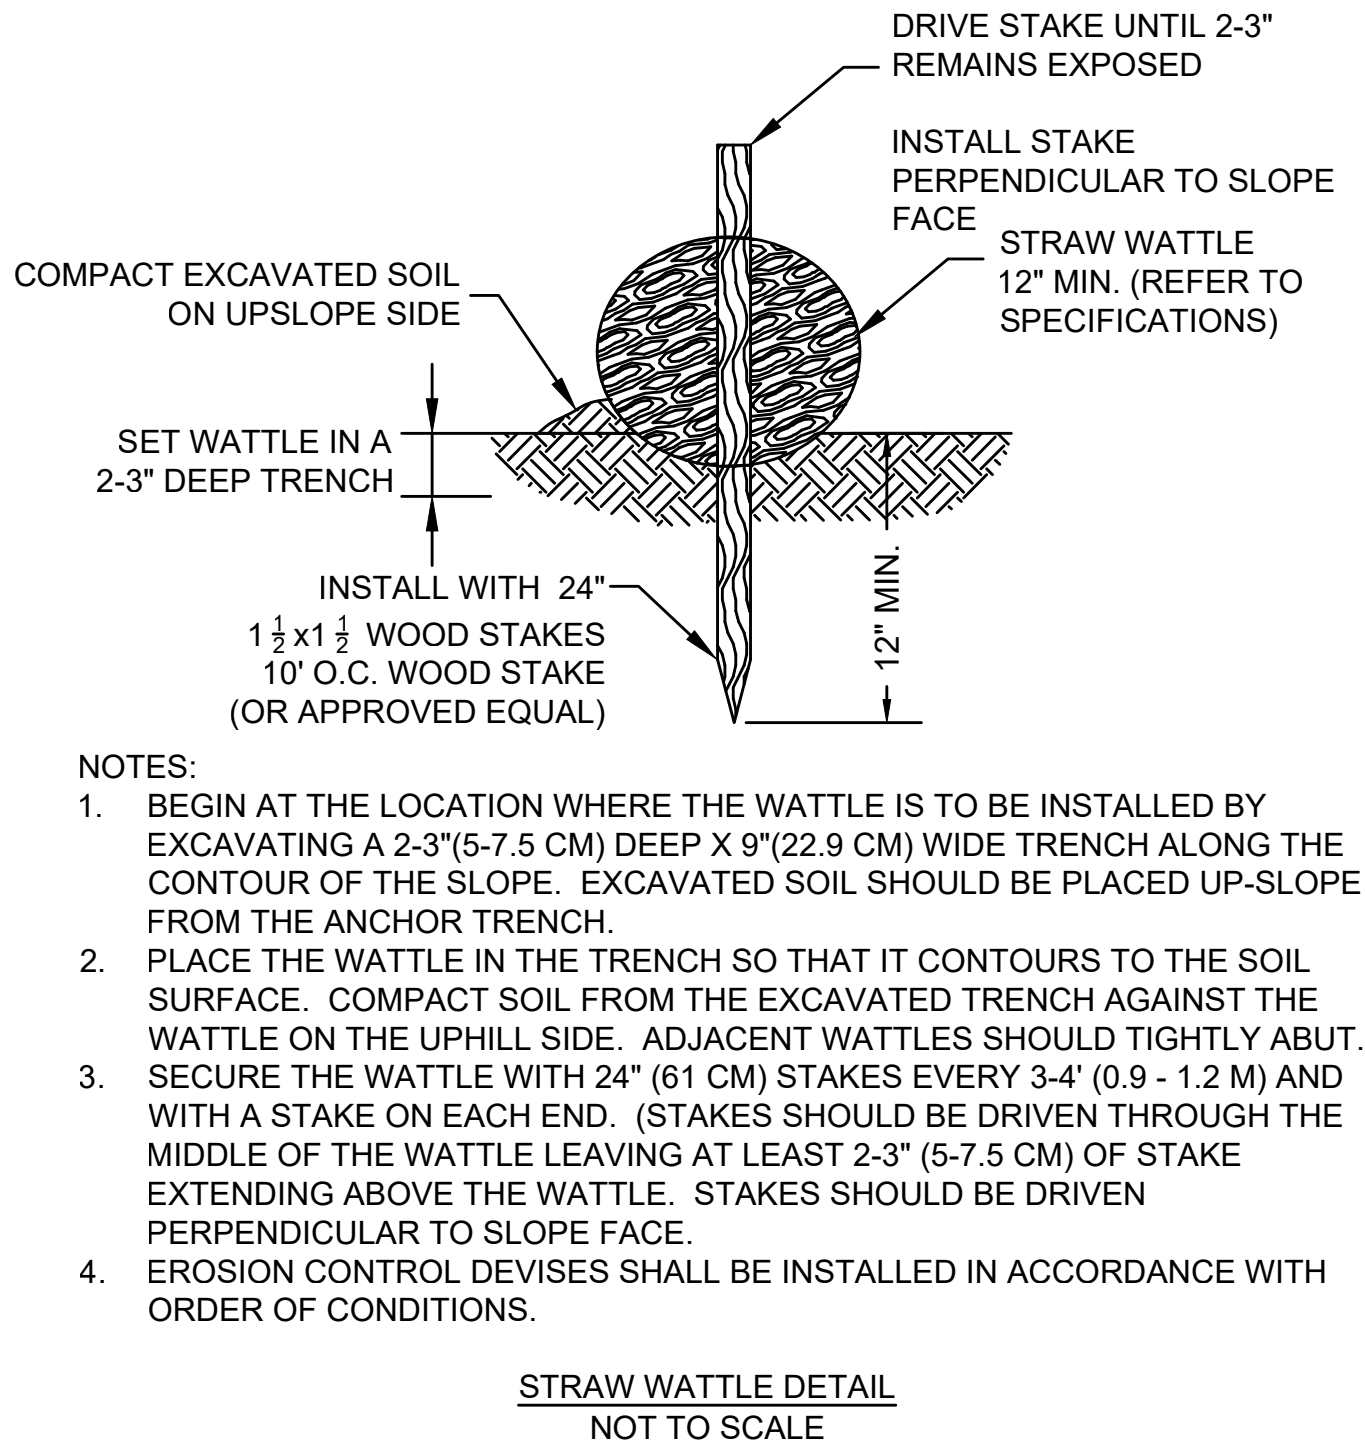 DRIVE STAKE UNTIL 2-3"
REMAINS EXPOSED
INSTALL STAKE
PERPENDICULAR TO SLOPE
FACE
STRAW WATTLE
12" MIN. (REFER TO
SPECIFICATIONS)
COMPACT EXCAVATED SOIL
ON UPSLOPE SIDE
SET WATTLE IN A
2-3" DEEP TRENCH
INSTALL WITH 24"
1 1/2 x1 1/2 WOOD STAKES
10' O.C. WOOD STAKE
(OR APPROVED EQUAL)
12" MIN.
NOTES:
1. BEGIN AT THE LOCATION WHERE THE WATTLE IS TO BE INSTALLED BY
EXCAVATING A 2-3"(5-7.5 CM) DEEP X 9"(22.9 CM) WIDE TRENCH ALONG THE
CONTOUR OF THE SLOPE. EXCAVATED SOIL SHOULD BE PLACED UP-SLOPE
FROM THE ANCHOR TRENCH.
2. PLACE THE WATTLE IN THE TRENCH SO THAT IT CONTOURS TO THE SOIL
SURFACE. COMPACT SOIL FROM THE EXCAVATED TRENCH AGAINST THE
WATTLE ON THE UPHILL SIDE. ADJACENT WATTLES SHOULD TIGHTLY ABUT.
3. SECURE THE WATTLE WITH 24" (61 CM) STAKES EVERY 3-4' (0.9 - 1.2 M) AND
WITH A STAKE ON EACH END. (STAKES SHOULD BE DRIVEN THROUGH THE
MIDDLE OF THE WATTLE LEAVING AT LEAST 2-3" (5-7.5 CM) OF STAKE
EXTENDING ABOVE THE WATTLE. STAKES SHOULD BE DRIVEN
PERPENDICULAR TO SLOPE FACE.
4. EROSION CONTROL DEVISES SHALL BE INSTALLED IN ACCORDANCE WITH
ORDER OF CONDITIONS.
STRAW WATTLE DETAIL
NOT TO SCALE